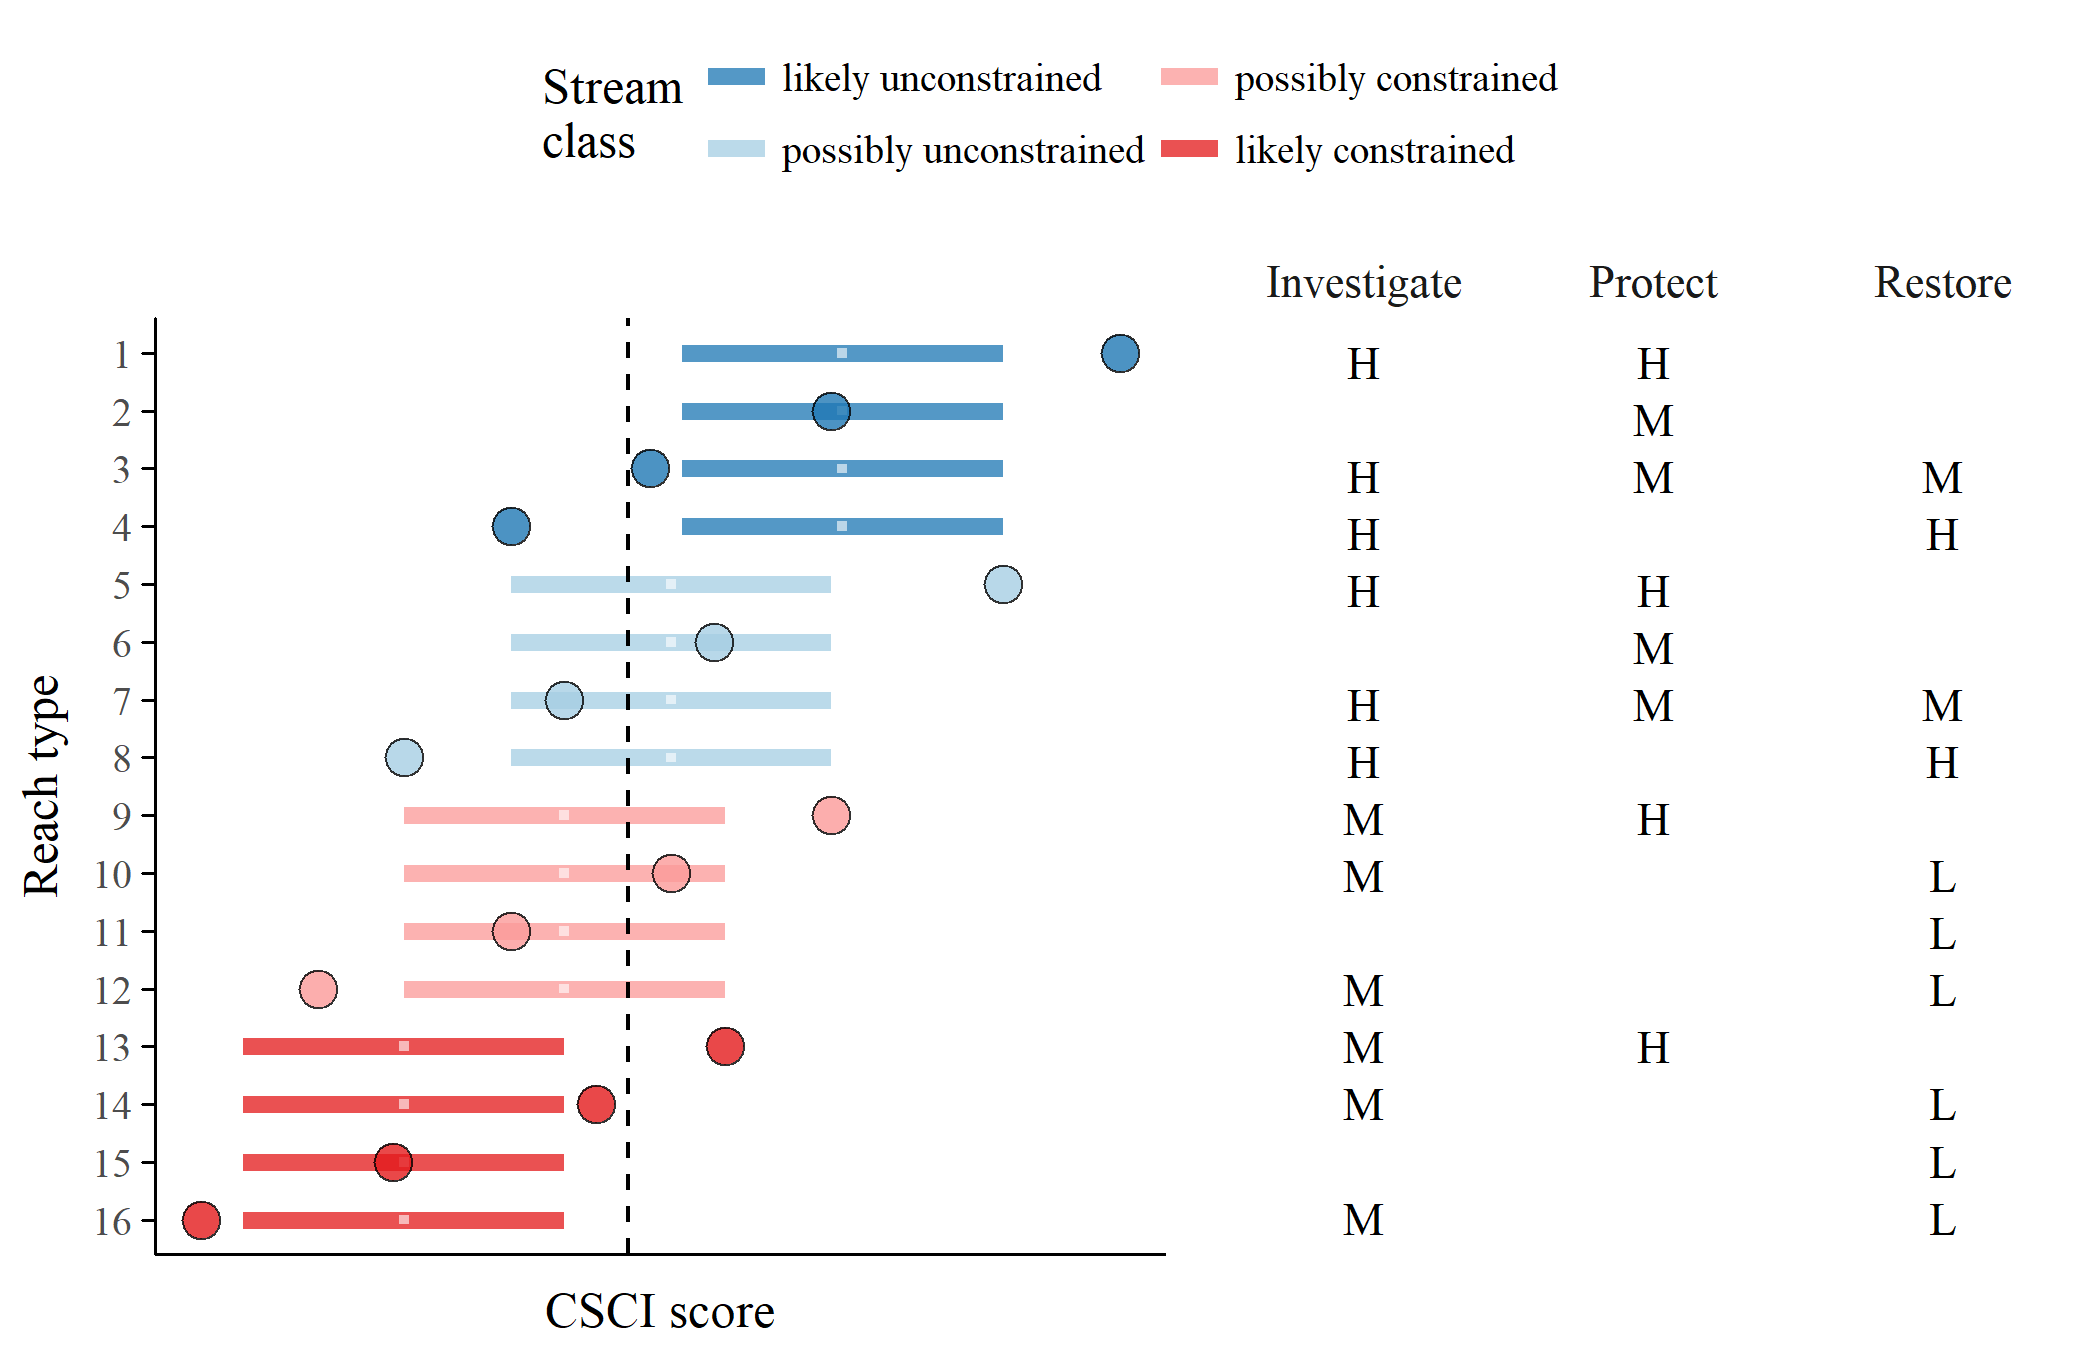 Stream
class
likely unconstrained
possibly constrained
possibly unconstrained
likely constrained
Investigate Protect Restore
1 H H
2 M
3 H M M
4 H H
5 H H
6 M
7 H M M
8 H H
9 M H
10 M L
11 L
12 M L
13 M H
14 M L
15 L
16 M L
Reach type
CSCI score